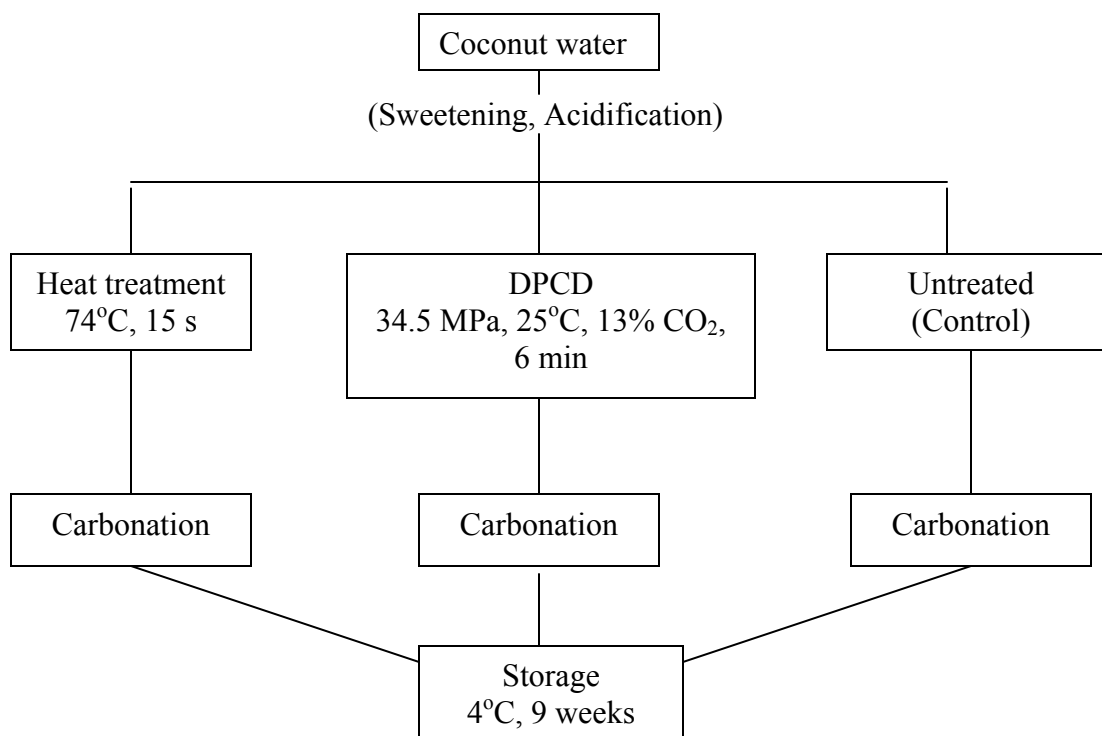 Coconut water
(Sweetening, Acidification)
Heat treatment
74°C, 15 s
DPCD
34.5 MPa, 25°C, 13% CO₂,
6 min
Untreated
(Control)
Carbonation
Carbonation
Carbonation
Storage
4°C, 9 weeks